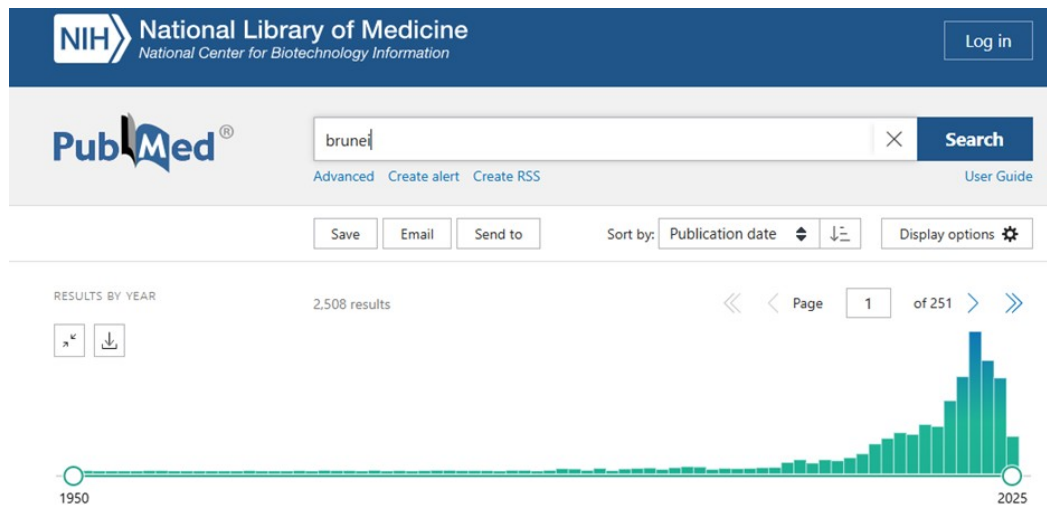 NIH National Library of Medicine
National Center for Biotechnology Information
Log in
PubMed®
brunei
Search
Advanced Create alert Create RSS
User Guide
Save Email Send to Sort by: Publication date Display options
RESULTS BY YEAR
2,508 results
Page 1 of 251
1950
2025